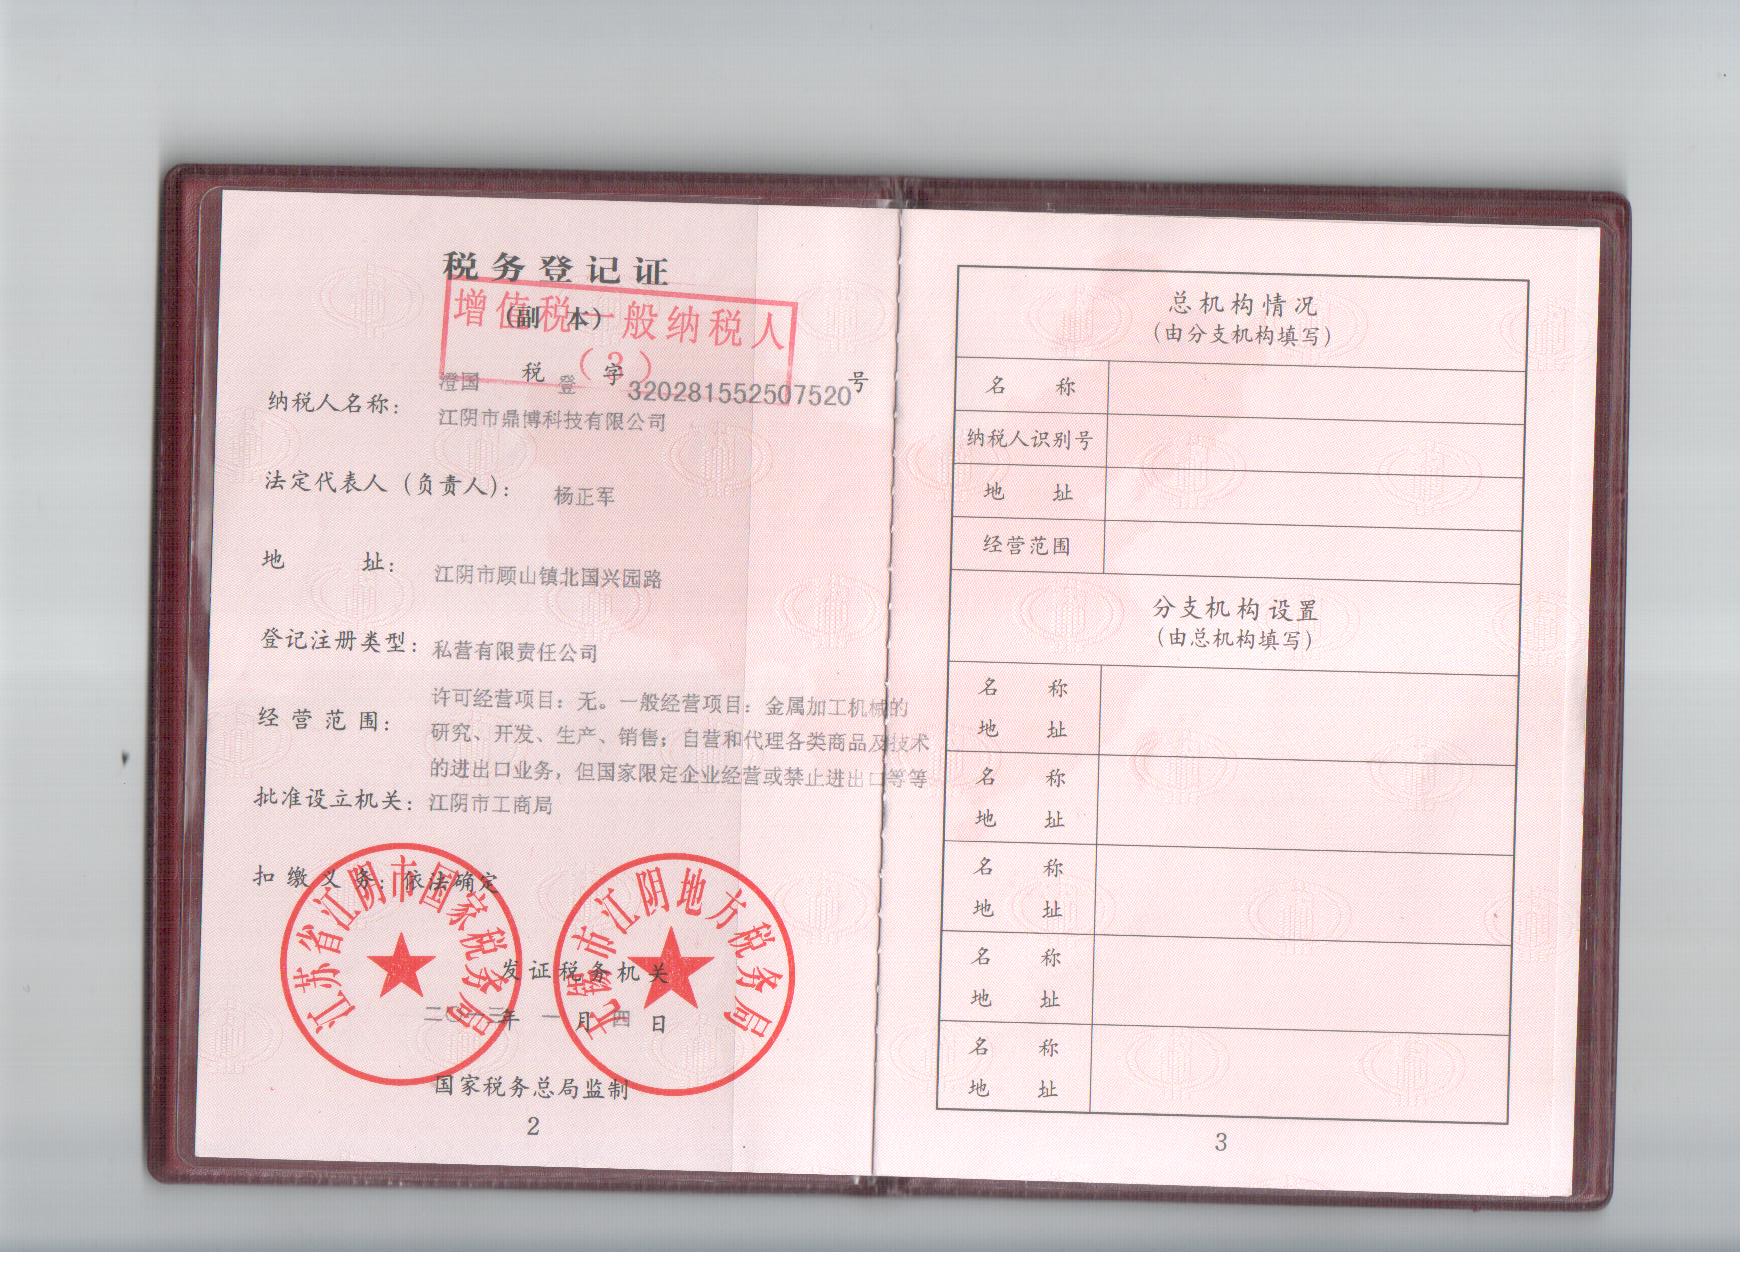 税务登记证
(副 本)
增值税一般纳税人
(3)
澄国 税 登 字 320281552507520 号
纳税人名称: 江阴市鼎博科技有限公司
法定代表人(负责人): 杨正军
地 址: 江阴市顾山镇北国兴园路
登记注册类型: 私营有限责任公司
经营范围: 许可经营项目: 无。一般经营项目: 金属加工机械的
研究、开发、生产、销售; 自营和代理各类商品及技术
的进出口业务, 但国家限定企业经营或禁止进出口等等
批准设立机关: 江阴市工商局
扣缴义务: 依法确定
江苏省江阴市国家税务局
无锡市江阴地方税务局
发证税务机关
二〇一三年 一 月 四 日
国家税务总局监制
2
总机构情况
(由分支机构填写)
名 称
纳税人识别号
地 址
经营范围
分支机构设置
(由总机构填写)
名 称
地 址
名 称
地 址
名 称
地 址
名 称
地 址
名 称
地 址
3